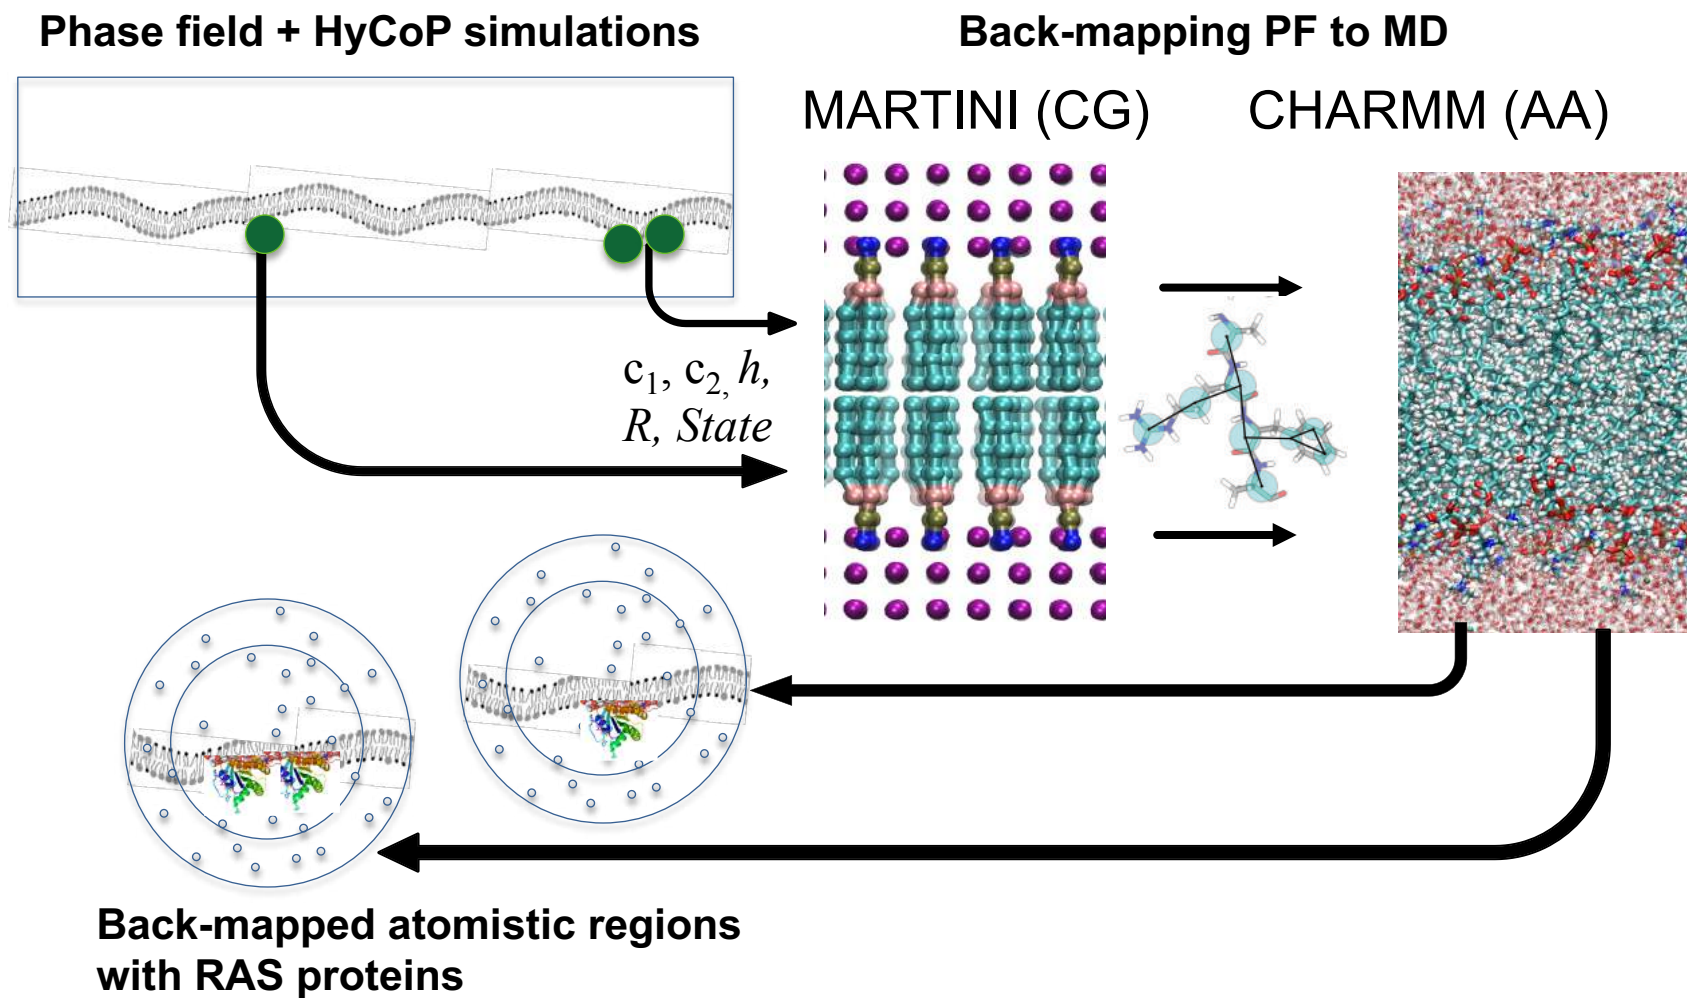 Phase field + HyCoP simulations
Back-mapping PF to MD
MARTINI (CG)
CHARMM (AA)
c₁, c₂, h,
R, State
Back-mapped atomistic regions
with RAS proteins